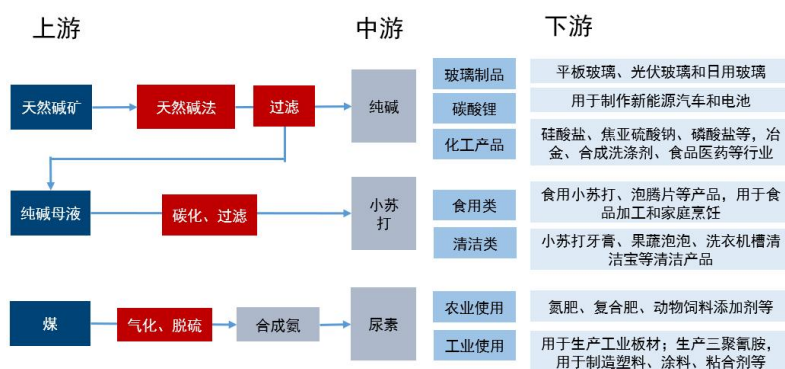 上游
中游
下游
天然碱矿
天然碱法
过滤
纯碱
玻璃制品
平板玻璃、光伏玻璃和日用玻璃
碳酸锂
用于制作新能源汽车和电池
化工产品
硅酸盐、焦亚硫酸钠、磷酸盐等，冶
金、合成洗涤剂、食品医药等行业
纯碱母液
碳化、过滤
小苏
打
食用类
食用小苏打、泡腾片等产品，用于食
品加工和家庭烹饪
清洁类
小苏打牙膏、果蔬泡泡、洗衣机槽清
洁宝等清洁产品
煤
气化、脱硫
合成氨
尿素
农业使用
氮肥、复合肥、动物饲料添加剂等
工业使用
用于生产工业板材；生产三聚氰胺，
用于制造塑料、涂料、粘合剂等